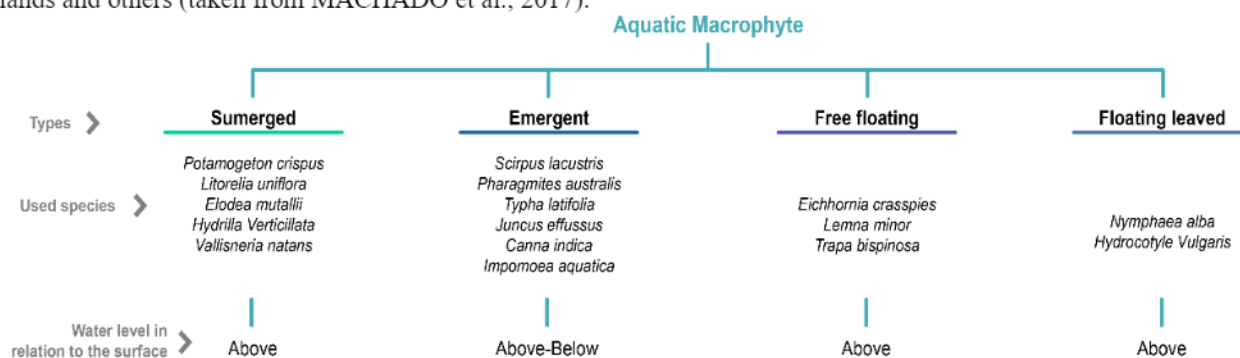 lands and others (taken from MACHADO et al., 2017).
Aquatic Macrophyte
Types
Sumerged
Emergent
Free floating
Floating leaved
Used species
Potamogeton crispus
Litorelia uniflora
Elodea mutallii
Hydrilla Verticillata
Vallisneria natans
Scirpus lacustris
Pharagmites australis
Typha latifolia
Juncus effussus
Canna indica
Impomoea aquatica
Eichhornia crasspies
Lemna minor
Trapa bispinosa
Nymphaea alba
Hydrocotyle Vulgaris
Water level in
relation to the surface
Above
Above-Below
Above
Above